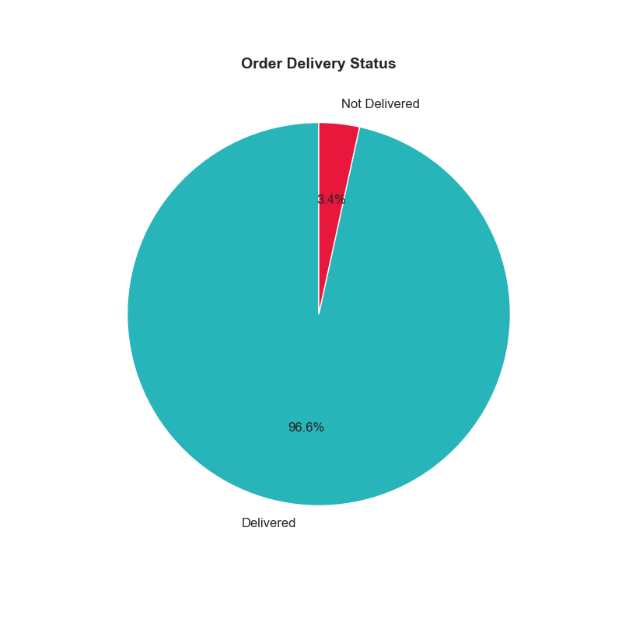 Order Delivery Status
Not Delivered
3.4%
96.6%
Delivered